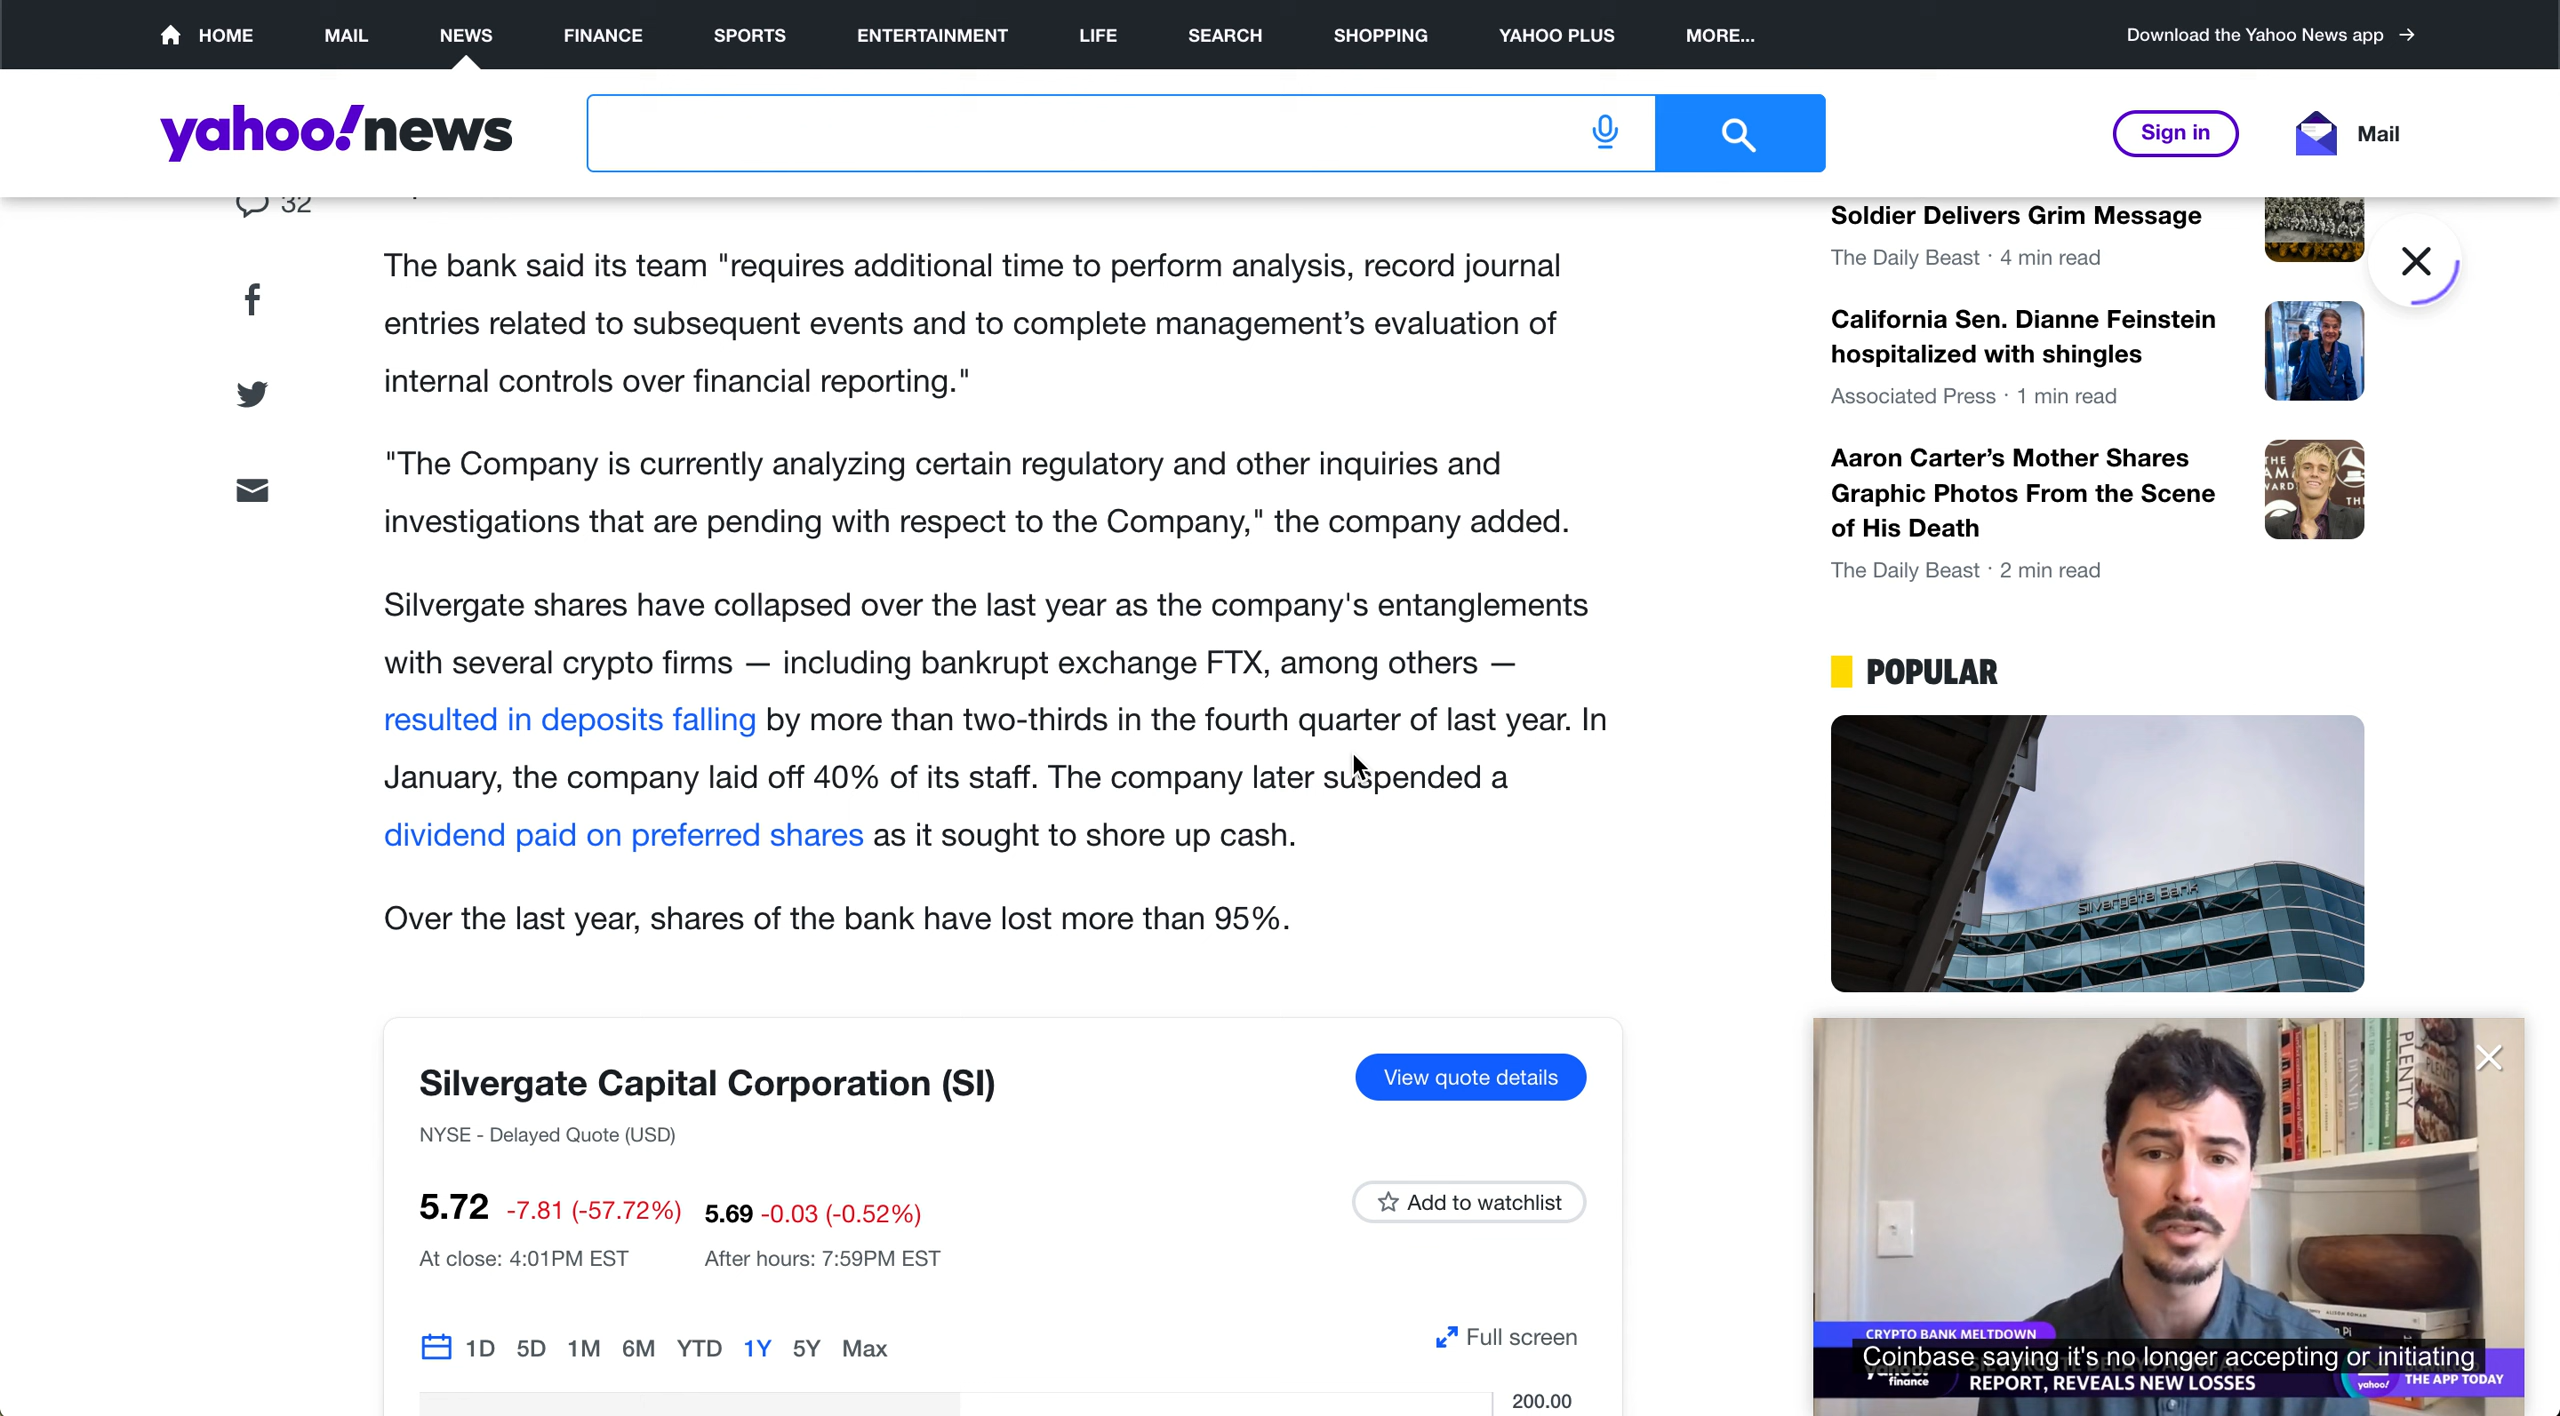 HOME MAIL NEWS FINANCE SPORTS ENTERTAINMENT LIFE SEARCH SHOPPING YAHOO PLUS MORE... Download the Yahoo News app →
yahoo!news
Sign in
Mail
32
The bank said its team "requires additional time to perform analysis, record journal
entries related to subsequent events and to complete management’s evaluation of
internal controls over financial reporting."
"The Company is currently analyzing certain regulatory and other inquiries and
investigations that are pending with respect to the Company," the company added.
Silvergate shares have collapsed over the last year as the company's entanglements
with several crypto firms — including bankrupt exchange FTX, among others —
resulted in deposits falling by more than two-thirds in the fourth quarter of last year. In
January, the company laid off 40% of its staff. The company later suspended a
dividend paid on preferred shares as it sought to shore up cash.
Over the last year, shares of the bank have lost more than 95%.
Silvergate Capital Corporation (SI)
View quote details
NYSE - Delayed Quote (USD)
5.72 -7.81 (-57.72%) 5.69 -0.03 (-0.52%)
Add to watchlist
At close: 4:01PM EST After hours: 7:59PM EST
1D 5D 1M 6M YTD 1Y 5Y Max
Full screen
200.00
Soldier Delivers Grim Message
The Daily Beast · 4 min read
California Sen. Dianne Feinstein
hospitalized with shingles
Associated Press · 1 min read
Aaron Carter’s Mother Shares
Graphic Photos From the Scene
of His Death
The Daily Beast · 2 min read
POPULAR
Silvergate Bank
PLENTY
CRYPTO BANK MELTDOWN
Coinbase saying it's no longer accepting or initiating
yahoo!
finance
REPORT, REVEALS NEW LOSSES
yahoo!
THE APP TODAY